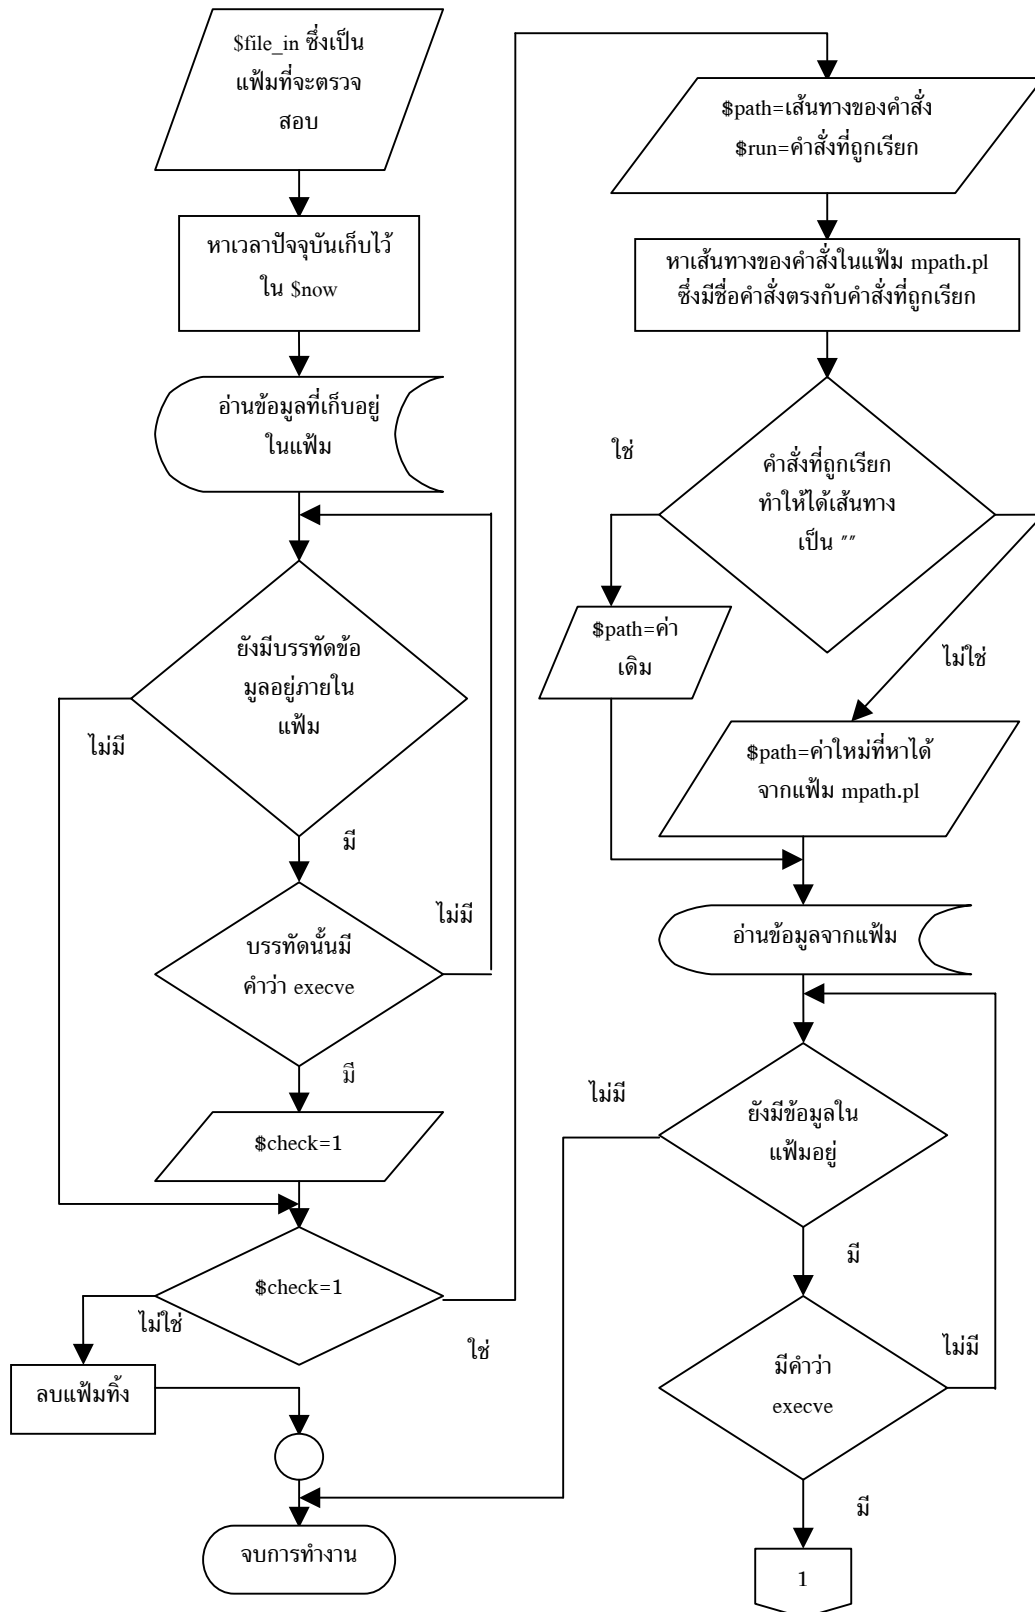 $file_in ซึ่งเป็น
แฟ้มที่จะตรวจ
สอบ
หาเวลาปัจจุบันเก็บไว้
ใน $now
อ่านข้อมูลที่เก็บอยู่
ในแฟ้ม
ยังมีบรรทัดข้อ
มูลอยู่ภายใน
แฟ้ม
ไม่มี
มี
บรรทัดนั้นมี
คำว่า execve
ไม่มี
มี
$check=1
$check=1
ไม่ใช่
ใช่
ลบแฟ้มทิ้ง
จบการทำงาน
$path=เส้นทางของคำสั่ง
$run=คำสั่งที่ถูกเรียก
หาเส้นทางของคำสั่งในแฟ้ม mpath.pl
ซึ่งมีชื่อคำสั่งตรงกับคำสั่งที่ถูกเรียก
ใช่
คำสั่งที่ถูกเรียก
ทำให้ได้เส้นทาง
เป็น ""
$path=ค่า
เดิม
ไม่ใช่
$path=ค่าใหม่ที่หาได้
จากแฟ้ม mpath.pl
อ่านข้อมูลจากแฟ้ม
ไม่มี
ยังมีข้อมูลใน
แฟ้มอยู่
มี
มีคำว่า
execve
ไม่มี
มี
1